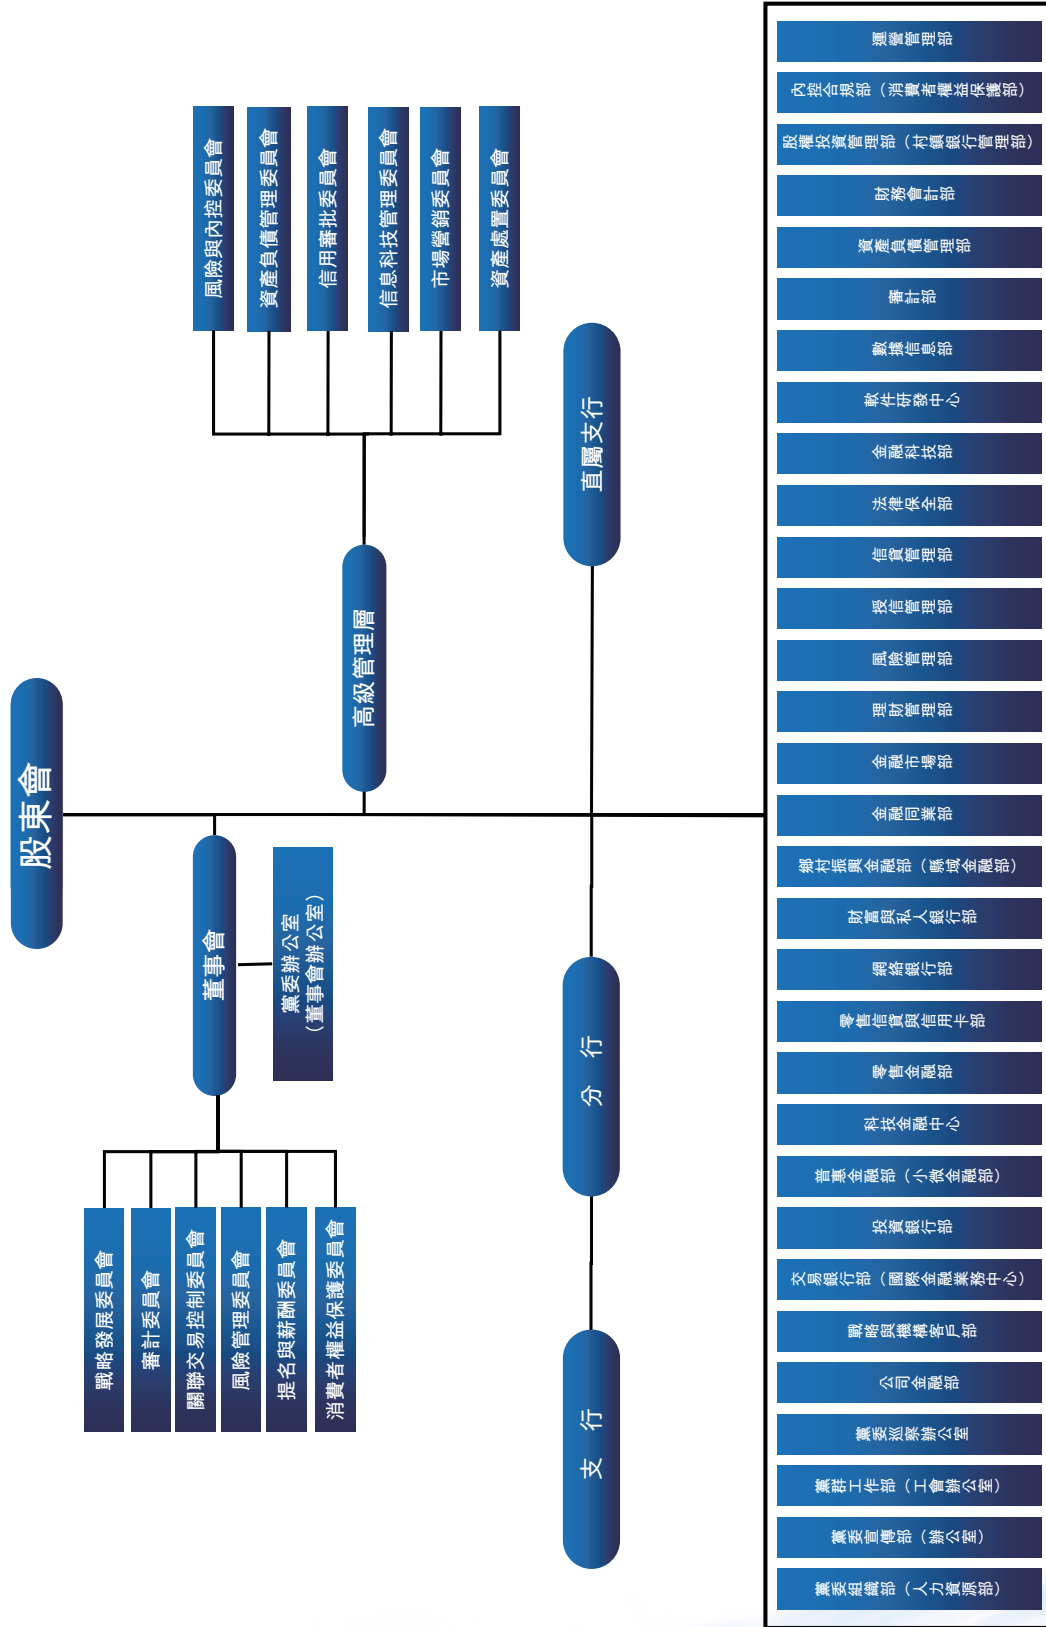 股東會
董事會
高級管理層
黨委辦公室
（董事會辦公室）
戰略發展委員會
審計委員會
關聯交易控制委員會
風險管理委員會
提名與薪酬委員會
消費者權益保護委員會
風險與內控委員會
資產負債管理委員會
信用審批委員會
信息科技管理委員會
市場營銷委員會
資產處置委員會
支 行
分 行
直屬支行
黨委組織部（人力資源部）
黨委宣傳部（辦公室）
黨群工作部（工會辦公室）
黨委巡察辦公室
公司金融部
戰略與機構客戶部
交易銀行部（國際金融業務中心）
投資銀行部
普惠金融部（小微金融部）
科技金融中心
零售金融部
零售信貸與信用卡部
網絡銀行部
財富與私人銀行部
鄉村振興金融部（縣域金融部）
金融同業部
金融市場部
理財管理部
風險管理部
授信管理部
信貸管理部
法律保全部
金融科技部
軟件研發中心
數據信息部
審計部
資產負債管理部
財務會計部
股權投資管理部（村鎮銀行管理部）
內控合規部（消費者權益保護部）
運營管理部